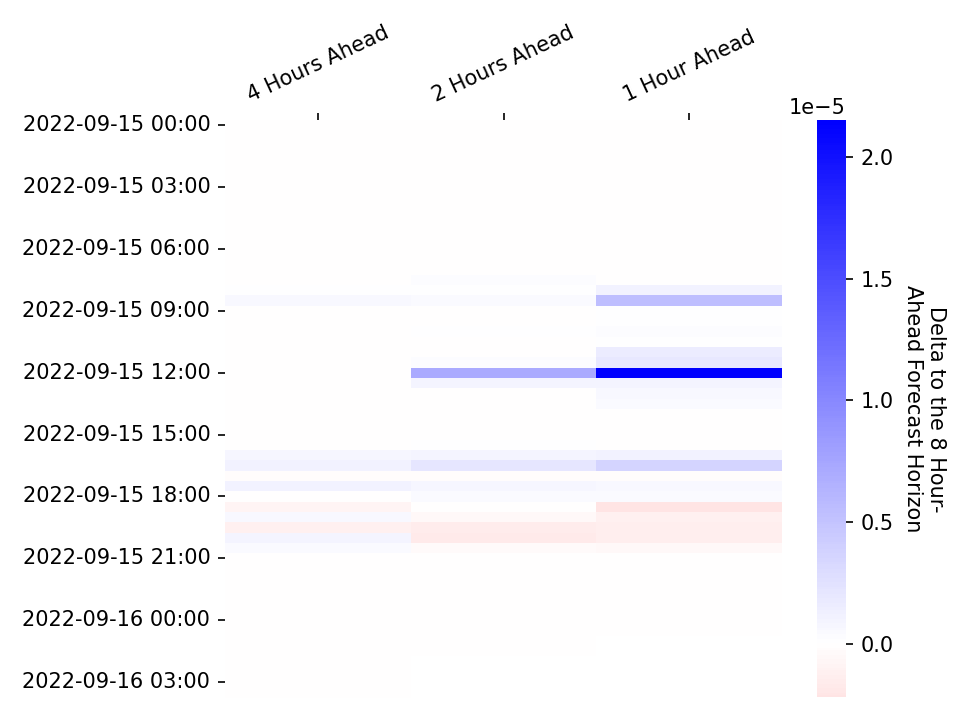 4 Hours Ahead
2 Hours Ahead
1 Hour Ahead
1e−5
2022-09-15 00:00
2022-09-15 03:00
2022-09-15 06:00
2022-09-15 09:00
2022-09-15 12:00
2022-09-15 15:00
2022-09-15 18:00
2022-09-15 21:00
2022-09-16 00:00
2022-09-16 03:00
2.0
1.5
1.0
0.5
0.0
Delta to the 8 Hour-
Ahead Forecast Horizon